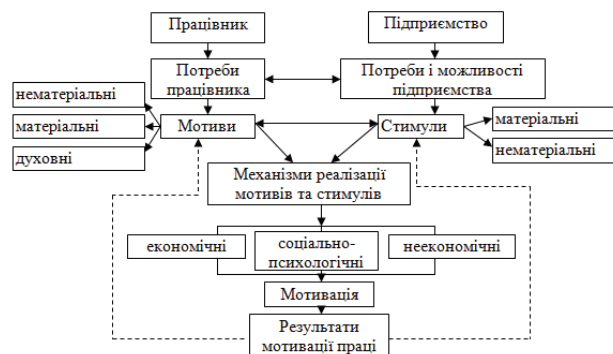 Працівник
Підприємство
Потреби
працівника
Потреби і можливості
підприємства
нематеріальні
матеріальні
духовні
Мотиви
Стимули
матеріальні
нематеріальні
Механізми реалізації
мотивів та стимулів
економічні
соціально-
психологічні
неекономічні
Мотивація
Результати
мотивації праці